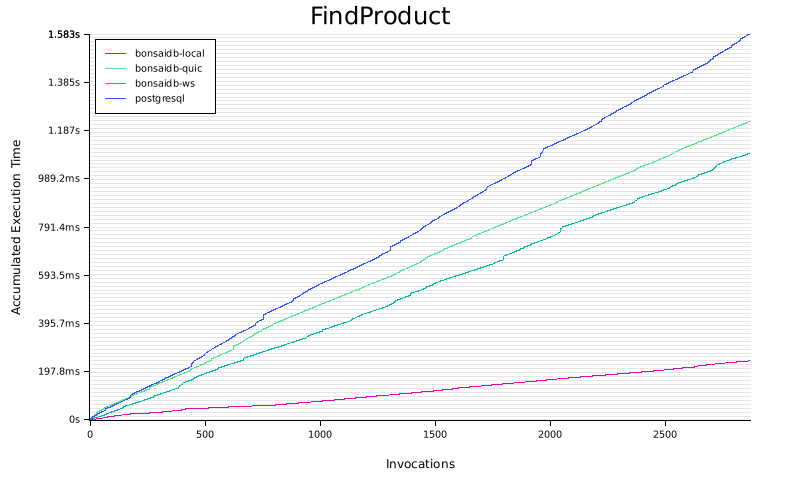 FindProduct
1.583s
bonsaidb-local
bonsaidb-quic
bonsaidb-ws
postgresql
1.385s
1.187s
989.2ms
791.4ms
593.5ms
395.7ms
197.8ms
0s
Accumulated Execution Time
0 500 1000 1500 2000 2500
Invocations